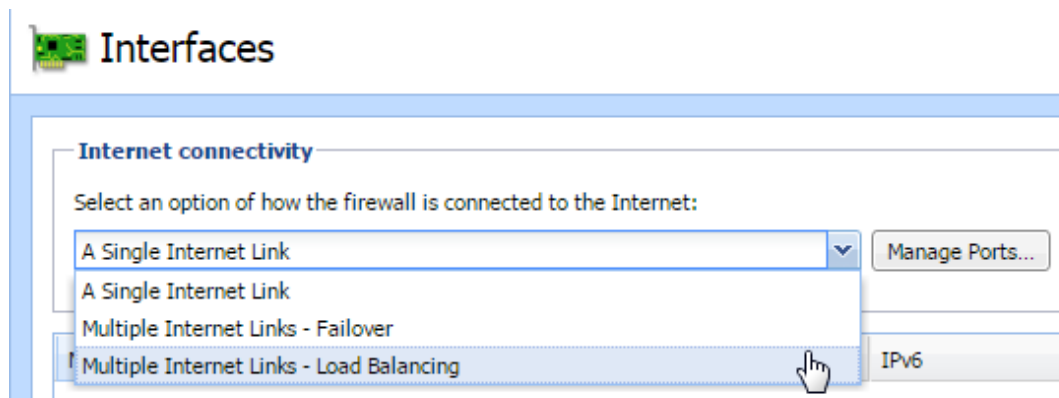 Interfaces
Internet connectivity
Select an option of how the firewall is connected to the Internet:
A Single Internet Link
Manage Ports...
A Single Internet Link
Multiple Internet Links - Failover
Multiple Internet Links - Load Balancing
IPv6